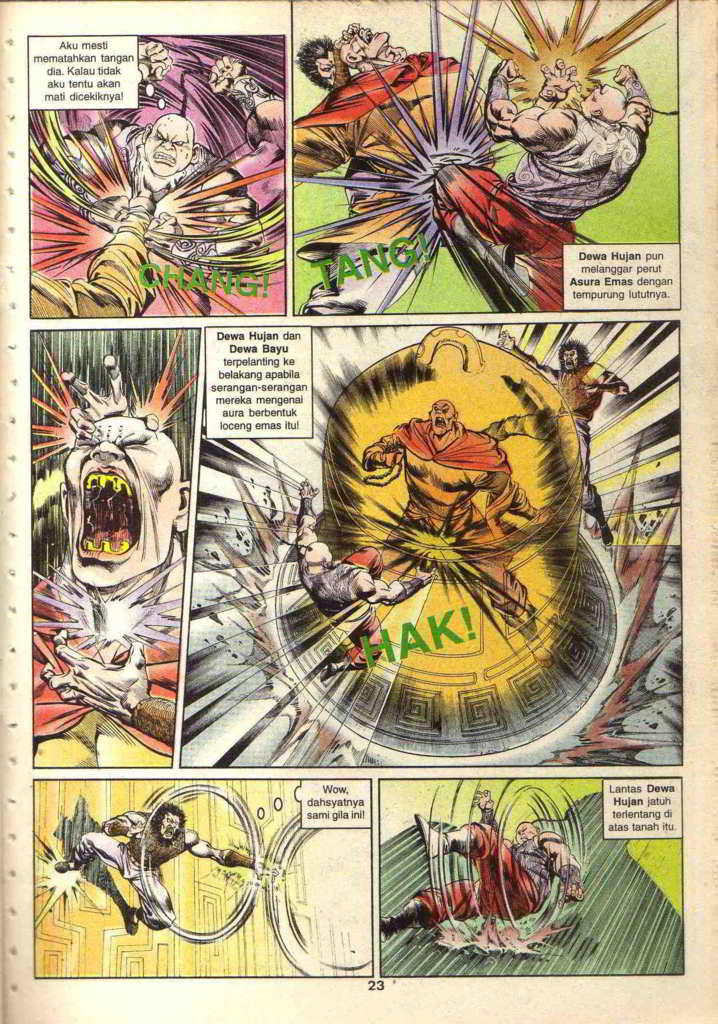 Aku mesti
mematahkan tangan
dia. Kalau tidak
aku tentu akan
mati dicekiknya!
CHANG!
TANG!
Dewa Hujan pun
melanggar perut
Asura Emas dengan
tempurung lututnya.
Dewa Hujan dan
Dewa Bayu
terpelanting ke
belakang apabila
serangan-serangan
mereka mengenai
aura berbentuk
loceng emas itu!
HAK!
Wow,
dahsyatnya
sami gila ini!
Lantas Dewa
Hujan jatuh
terlentang di
atas tanah itu.
23